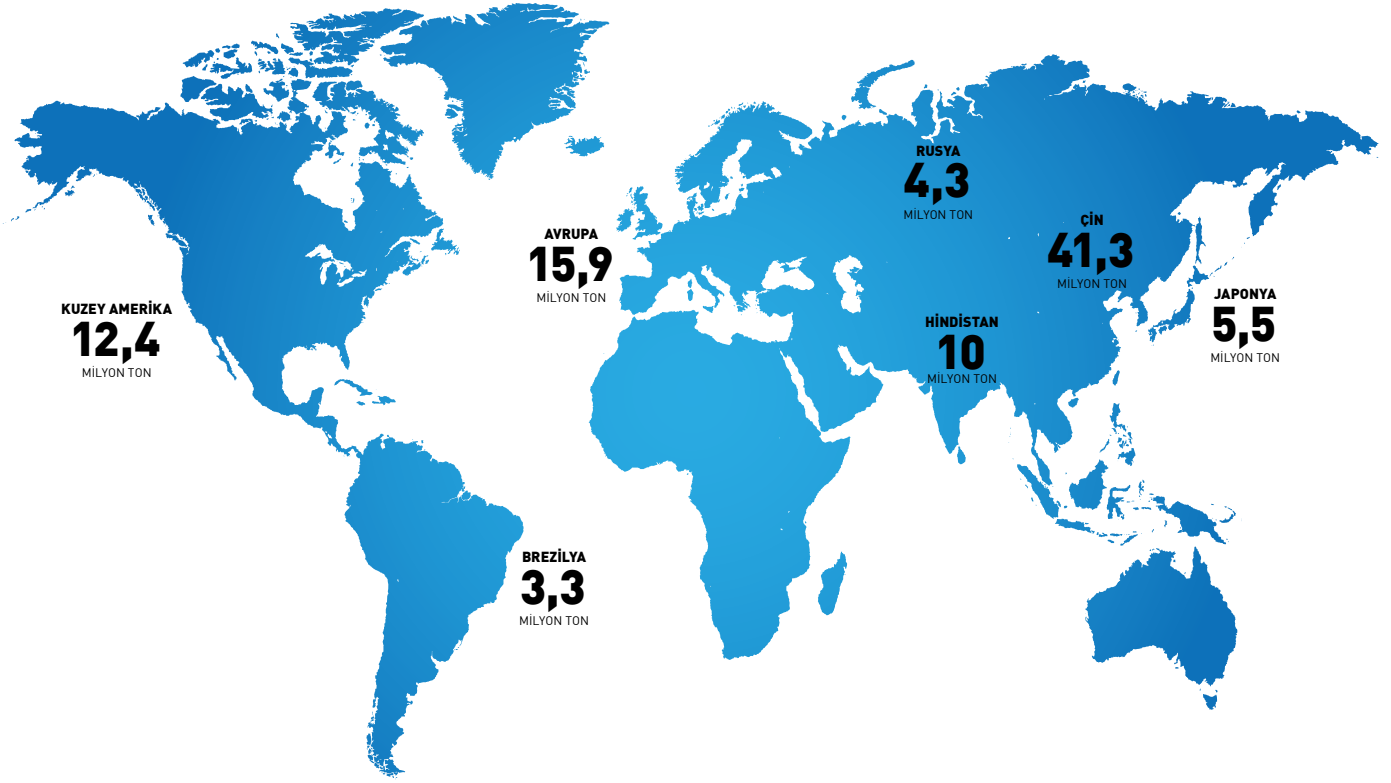 RUSYA
4,3
MİLYON TON
ÇİN
41,3
MİLYON TON
AVRUPA
15,9
MİLYON TON
JAPONYA
5,5
MİLYON TON
KUZEY AMERİKA
12,4
MİLYON TON
HİNDİSTAN
10
MİLYON TON
BREZİLYA
3,3
MİLYON TON